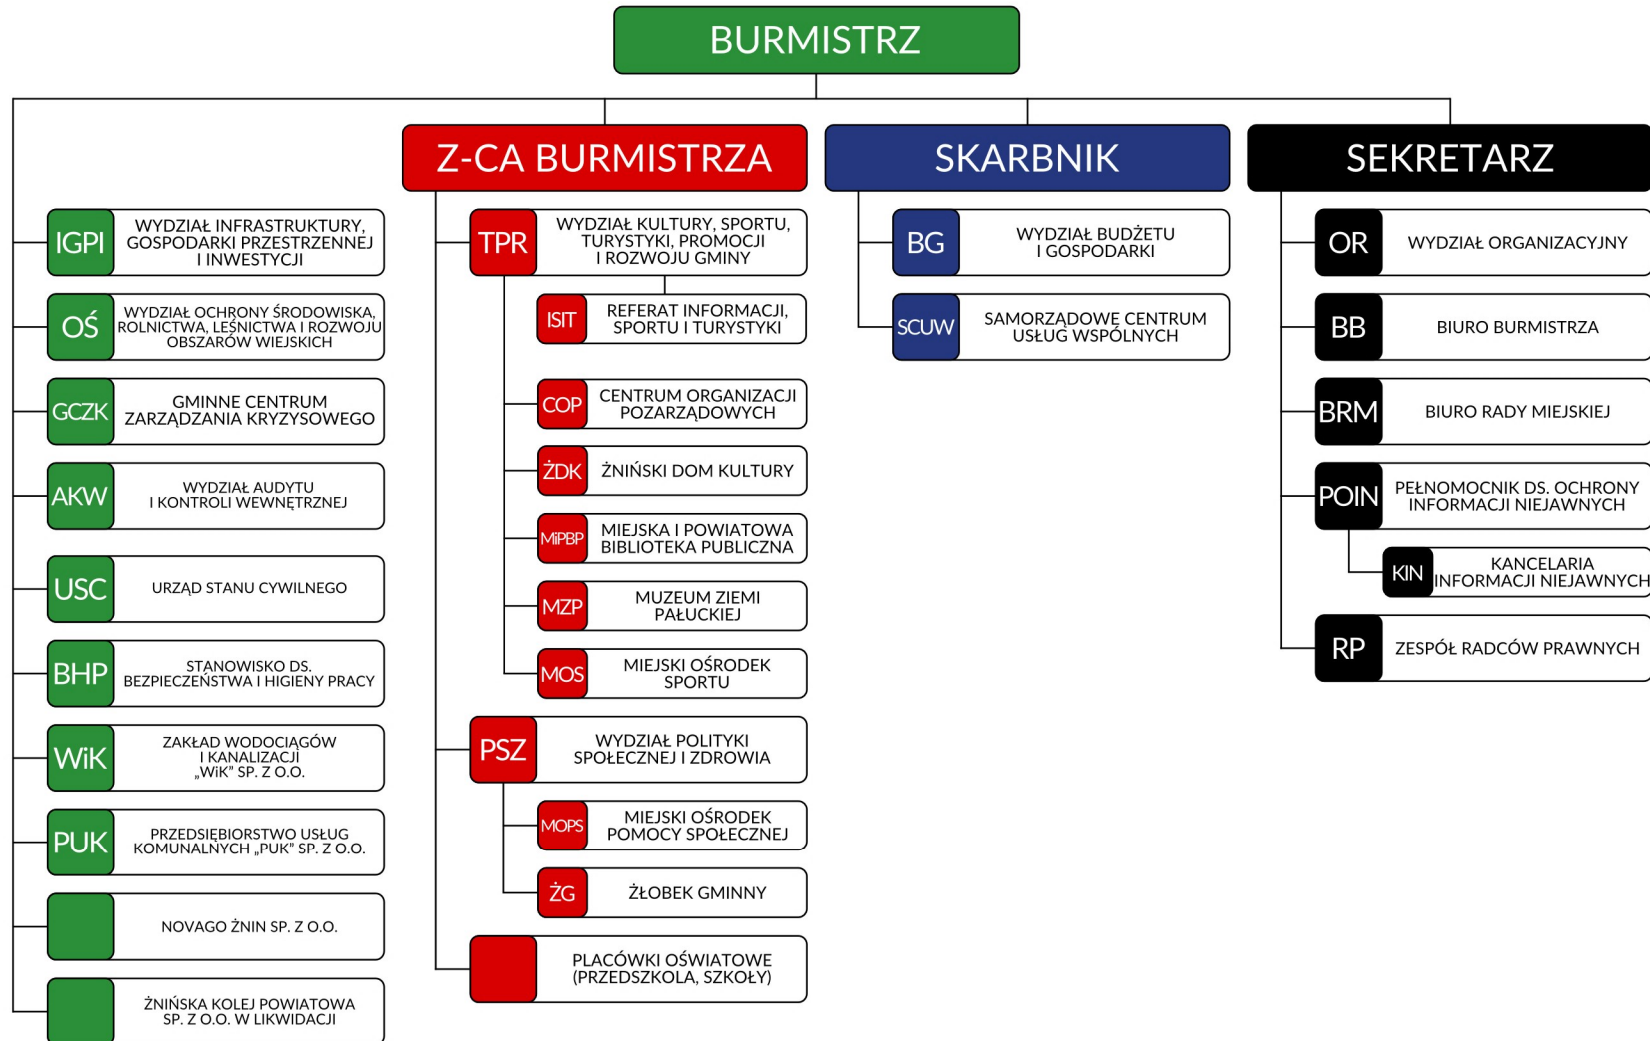 BURMISTRZ
IGPI
WYDZIAŁ INFRASTRUKTURY,
GOSPODARKI PRZESTRZENNEJ
I INWESTYCJI
OŚ
WYDZIAŁ OCHRONY ŚRODOWISKA,
ROLNICTWA, LEŚNICTWA I ROZWOJU
OBSZARÓW WIEJSKICH
GCZK
GMINNE CENTRUM
ZARZĄDZANIA KRYZYSOWEGO
AKW
WYDZIAŁ AUDYTU
I KONTROLI WEWNĘTRZNEJ
USC
URZĄD STANU CYWILNEGO
BHP
STANOWISKO DS.
BEZPIECZEŃSTWA I HIGIENY PRACY
WiK
ZAKŁAD WODOCIĄGÓW
I KANALIZACJI
„WiK” SP. Z O.O.
PUK
PRZEDSIĘBIORSTWO USŁUG
KOMUNALNYCH „PUK” SP. Z O.O.
NOVAGO ŻNIN SP. Z O.O.
ŻNIŃSKA KOLEJ POWIATOWA
SP. Z O.O. W LIKWIDACJI
Z-CA BURMISTRZA
TPR
WYDZIAŁ KULTURY, SPORTU,
TURYSTYKI, PROMOCJI
I ROZWOJU GMINY
ISIT
REFERAT INFORMACJI,
SPORTU I TURYSTYKI
COP
CENTRUM ORGANIZACJI
POZARZĄDOWYCH
ŻDK
ŻNIŃSKI DOM KULTURY
MiPBP
MIEJSKA I POWIATOWA
BIBLIOTEKA PUBLICZNA
MZP
MUZEUM ZIEMI
PAŁUCKIEJ
MOS
MIEJSKI OŚRODEK
SPORTU
PSZ
WYDZIAŁ POLITYKI
SPOŁECZNEJ I ZDROWIA
MOPS
MIEJSKI OŚRODEK
POMOCY SPOŁECZNEJ
ŻG
ŻŁOBEK GMINNY
PLACÓWKI OŚWIATOWE
(PRZEDSZKOLA, SZKOŁY)
SKARBNIK
BG
WYDZIAŁ BUDŻETU
I GOSPODARKI
SCUW
SAMORZĄDOWE CENTRUM
USŁUG WSPÓLNYCH
SEKRETARZ
OR
WYDZIAŁ ORGANIZACYJNY
BB
BIURO BURMISTRZA
BRM
BIURO RADY MIEJSKIEJ
POIN
PEŁNOMOCNIK DS. OCHRONY
INFORMACJI NIEJAWNYCH
KIN
KANCELARIA
INFORMACJI NIEJAWNYCH
RP
ZESPÓŁ RADCÓW PRAWNYCH